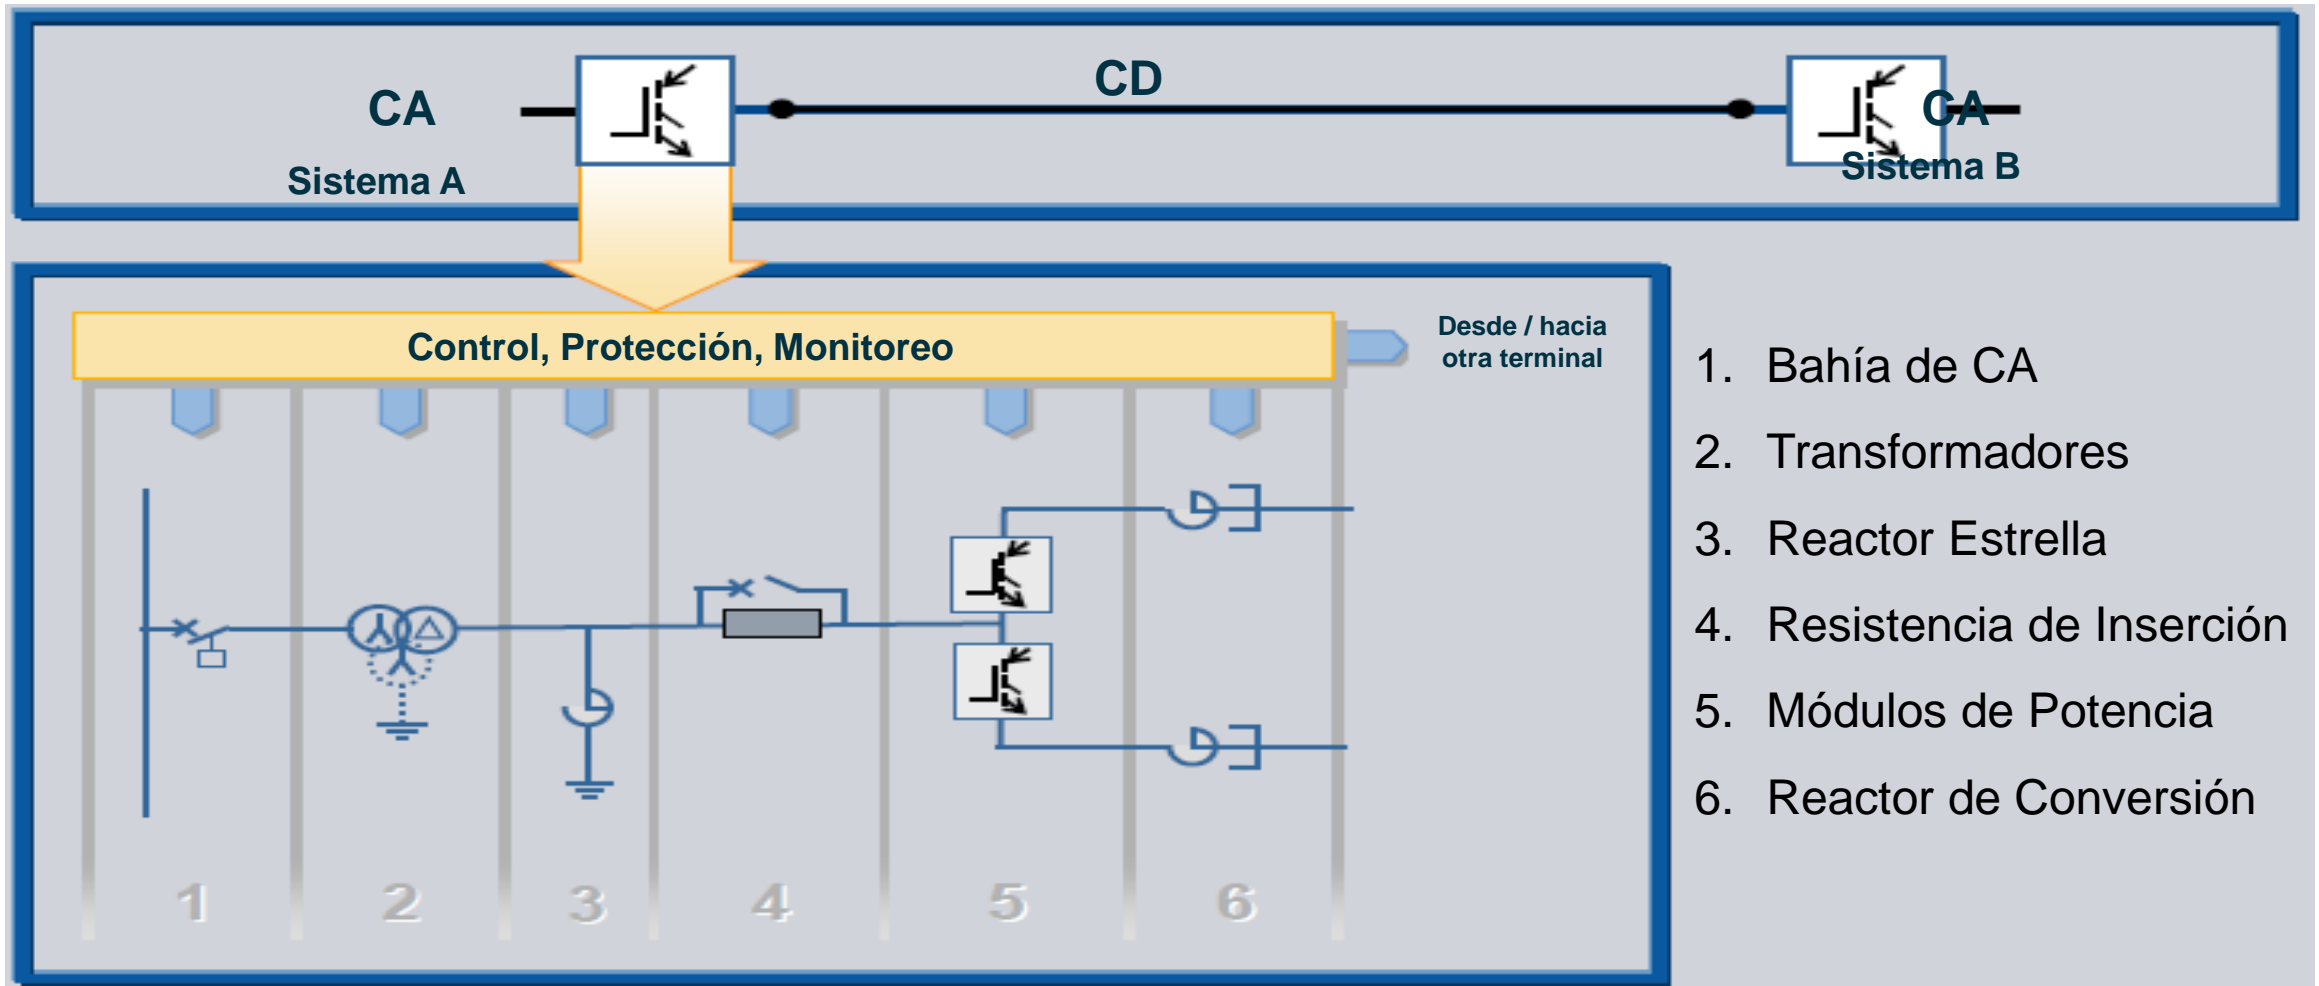 CA
CD
CA
Sistema A
Sistema B
Control, Protección, Monitoreo
Desde / hacia
otra terminal
1. Bahía de CA
2. Transformadores
3. Reactor Estrella
4. Resistencia de Inserción
5. Módulos de Potencia
6. Reactor de Conversión
1 2 3 4 5 6